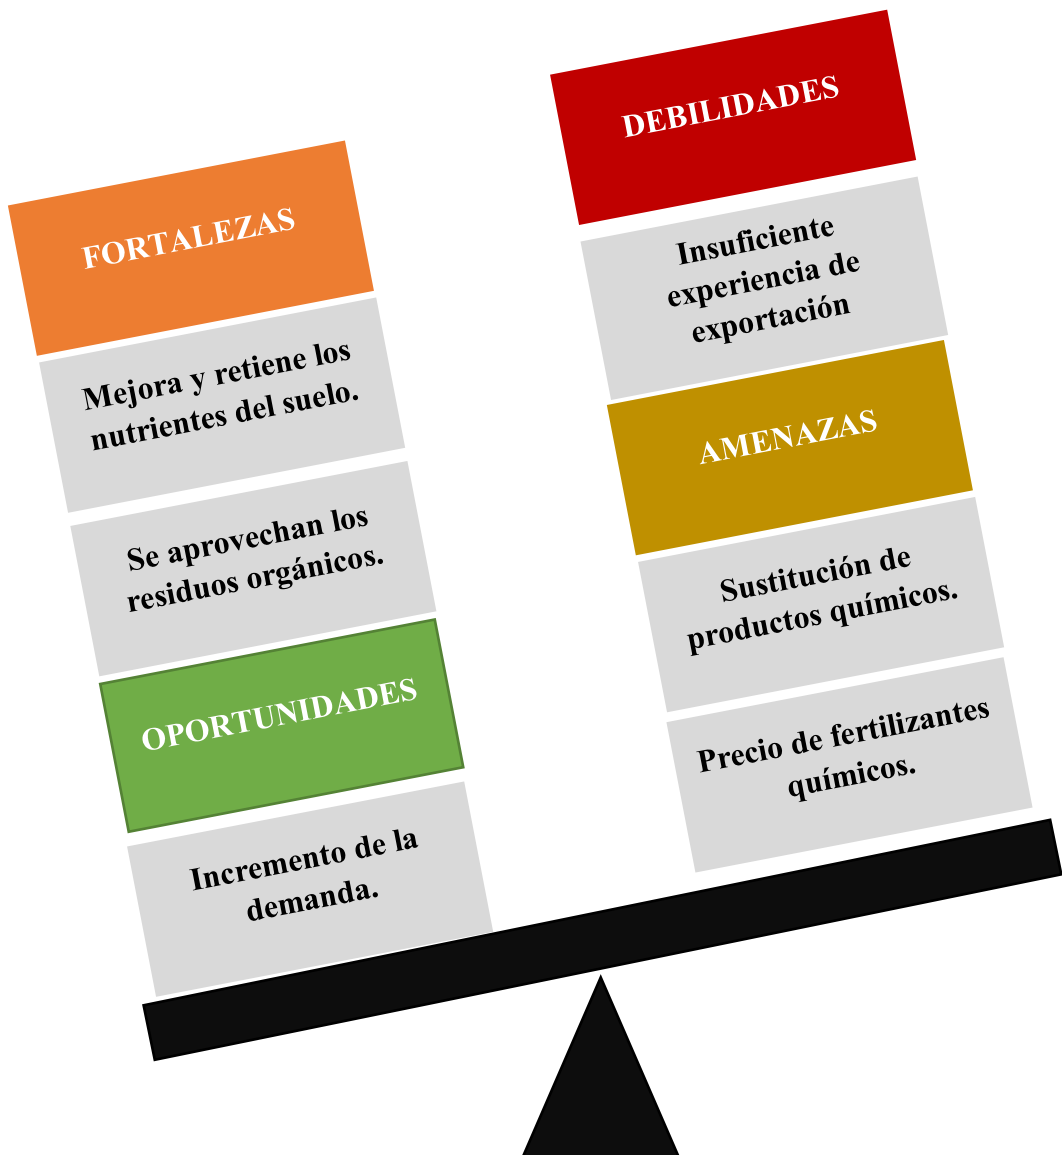 FORTALEZAS
Mejora y retiene los
nutrientes del suelo.
Se aprovechan los
residuos orgánicos.
OPORTUNIDADES
Incremento de la
demanda.
DEBILIDADES
Insuficiente
experiencia de
exportación
AMENAZAS
Sustitución de
productos químicos.
Precio de fertilizantes
químicos.